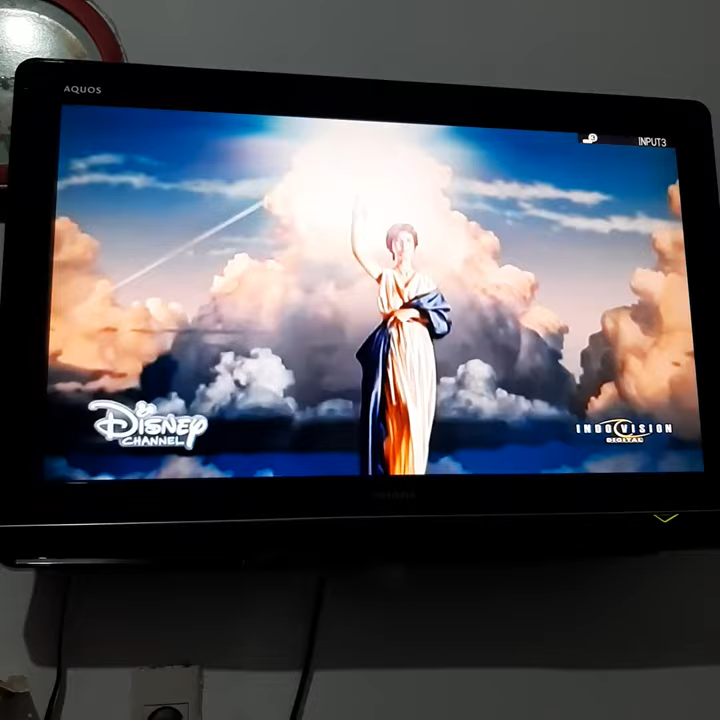 AQUOS
INPUT3
DISNEY
CHANNEL
INDOVISION
DIGITAL